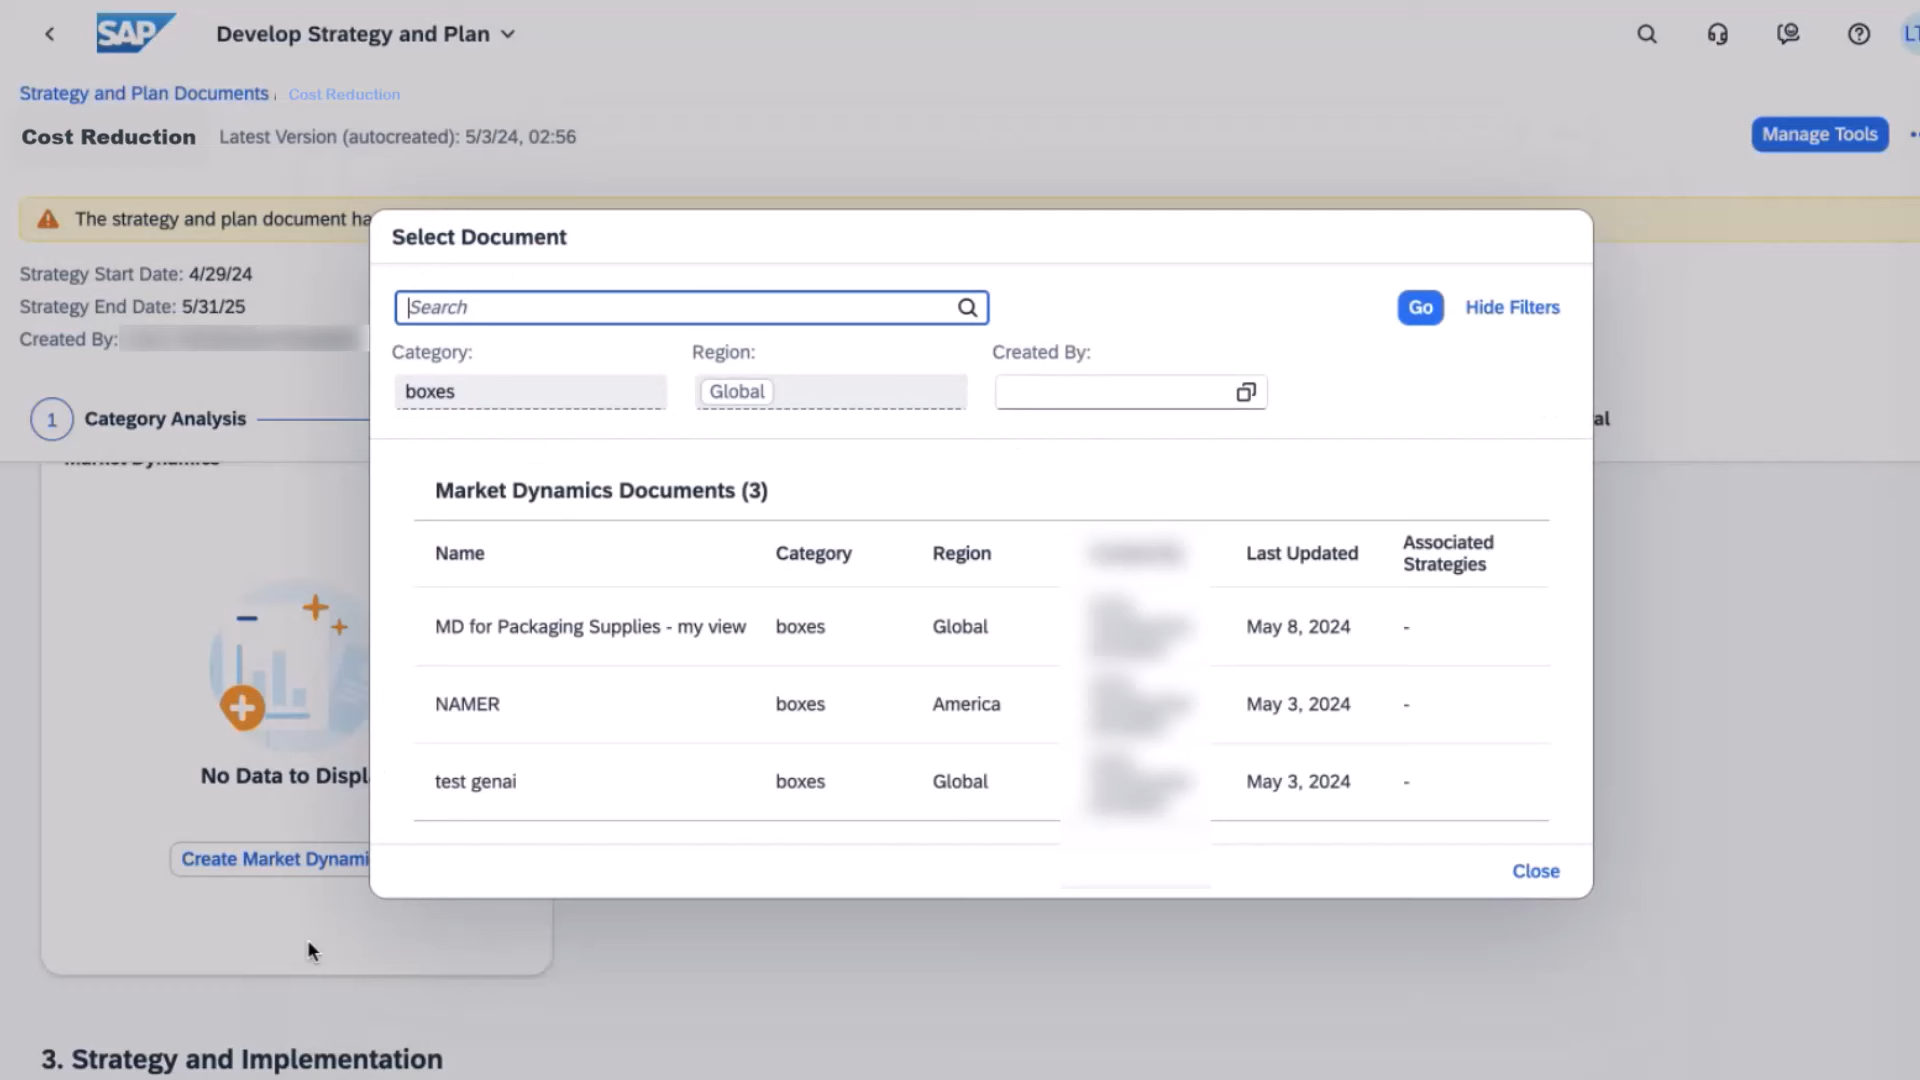 SAP
Develop Strategy and Plan
Strategy and Plan Documents / Cost Reduction
Cost Reduction
Latest Version (autocreated): 5/3/24, 02:56
Manage Tools
The strategy and plan document ha
Strategy Start Date: 4/29/24
Strategy End Date: 5/31/25
Created By:
1 Category Analysis
al
Select Document
Search
Go
Hide Filters
Category:
Region:
Created By:
boxes
Global
Market Dynamics Documents (3)
Name Category Region Last Updated Associated Strategies
MD for Packaging Supplies - my view boxes Global May 8, 2024 -
NAMER boxes America May 3, 2024 -
test genai boxes Global May 3, 2024 -
Close
No Data to Displ
Create Market Dynami
3. Strategy and Implementation